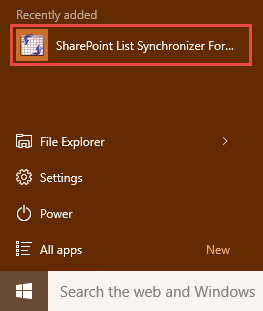 Recently added
SharePoint List Synchronizer For...
File Explorer
Settings
Power
All apps New
Search the web and Windows